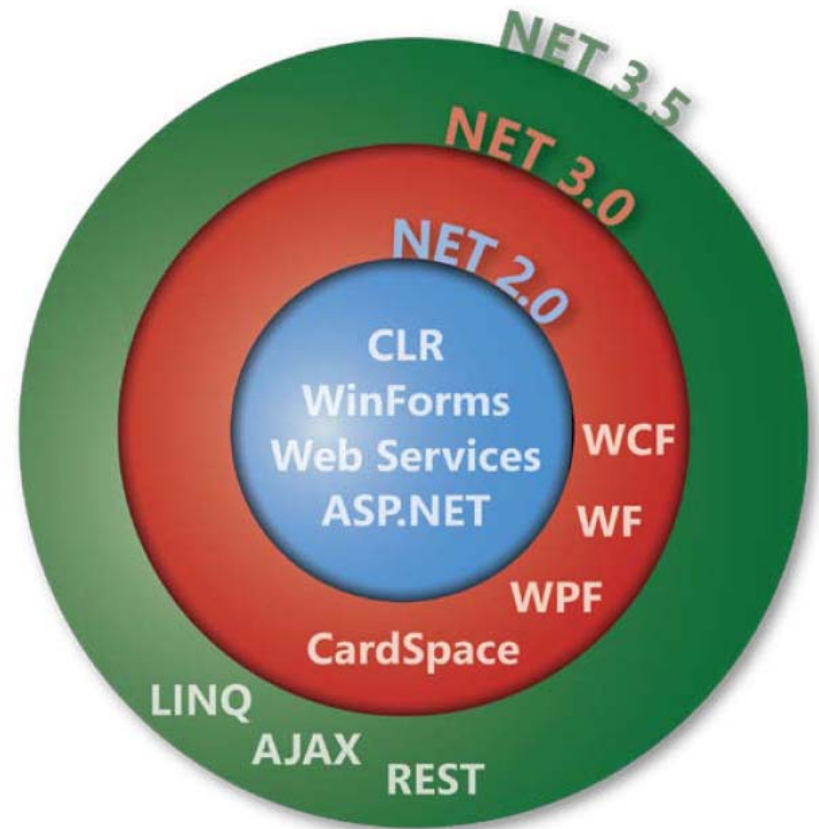 NET 3.5
NET 3.0
NET 2.0
CLR
WinForms
Web Services
ASP.NET
WCF
WF
WPF
CardSpace
LINQ
AJAX
REST